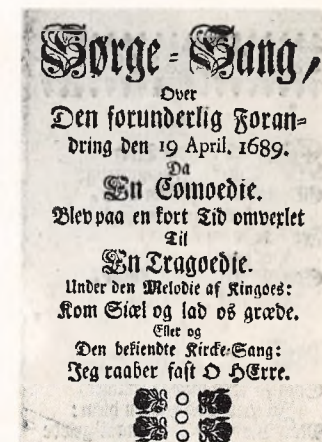 Sørge-Sang,
Over
Den forunderlig Foran-
dring den 19 April. 1689.
Da
En Comoedie.
Blev paa en kort Tid omvexlet
Til
En Tragoedie.
Under den Melodie af Kingoes:
Kom Siæl og lad os græde.
Eller og
Den bekiendte Kircke-Sang:
Jeg raaber fast O HErre.